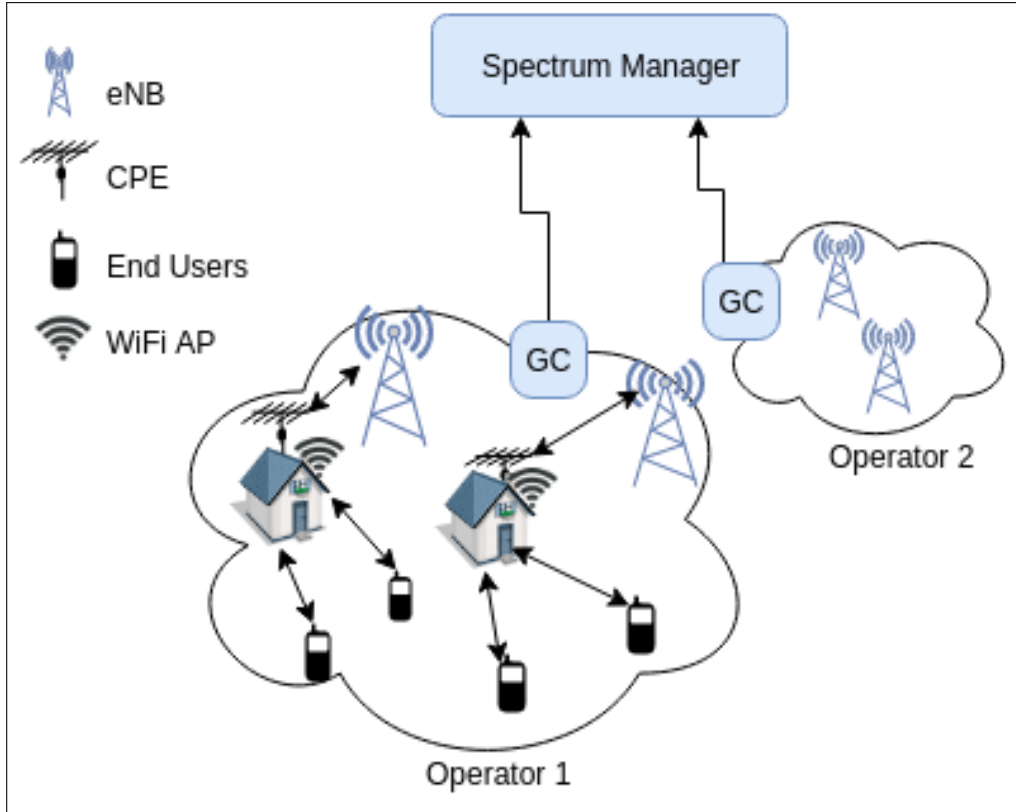 Spectrum Manager
eNB
CPE
End Users
WiFi AP
GC
GC
Operator 2
Operator 1